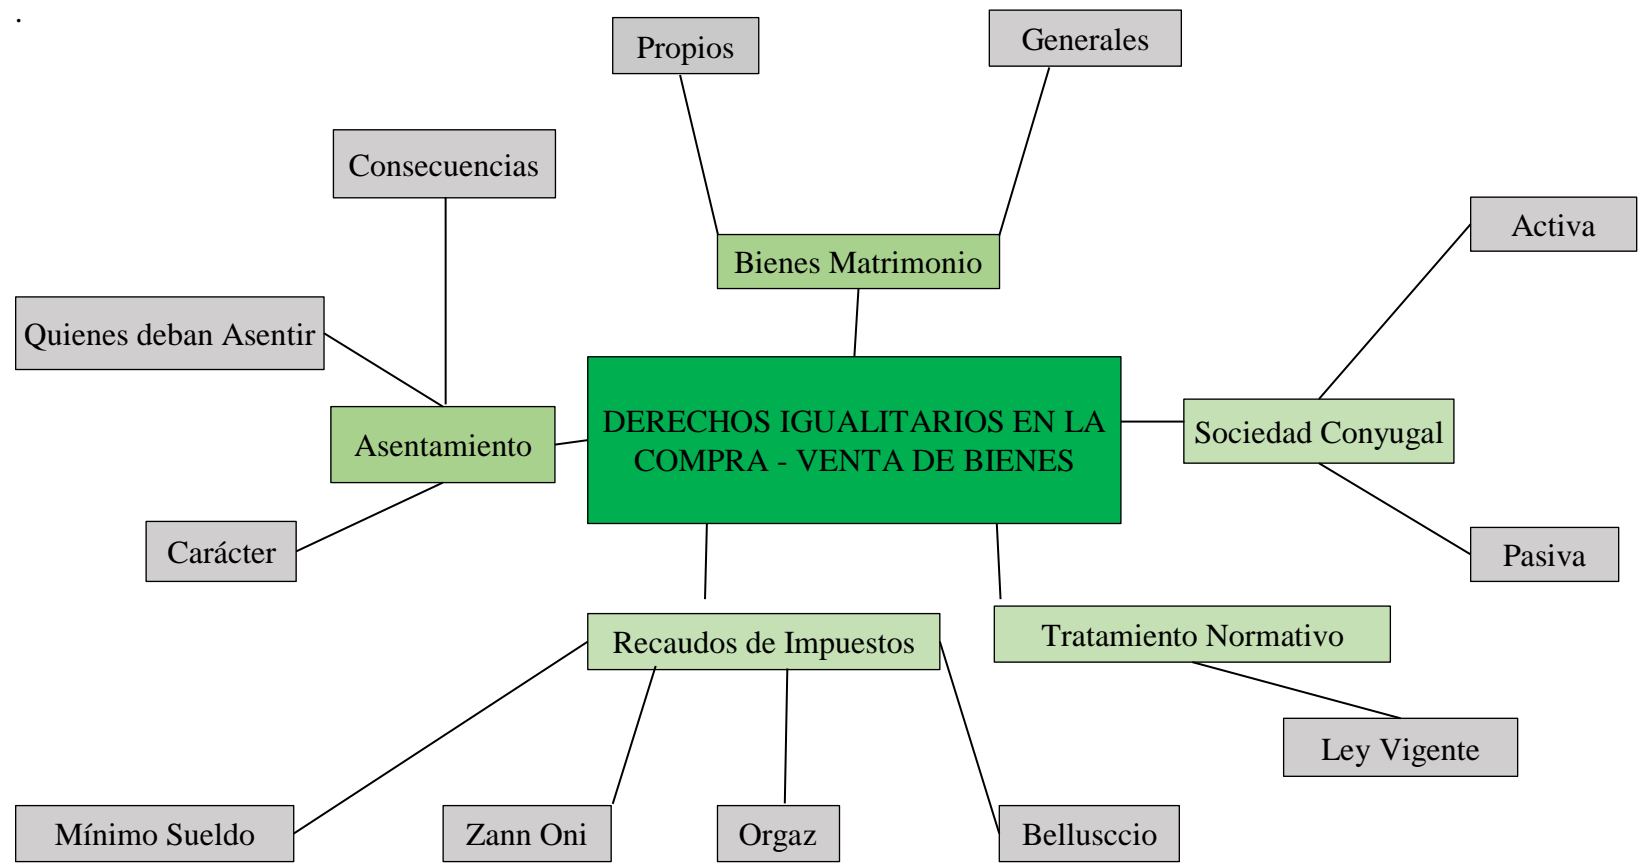 .
Propios
Generales
Consecuencias
Activa
Bienes Matrimonio
Quienes deban Asentir
DERECHOS IGUALITARIOS EN LA
COMPRA - VENTA DE BIENES
Sociedad Conyugal
Asentamiento
Carácter
Pasiva
Recaudos de Impuestos
Tratamiento Normativo
Ley Vigente
Mínimo Sueldo
Zann Oni
Orgaz
Bellusccio